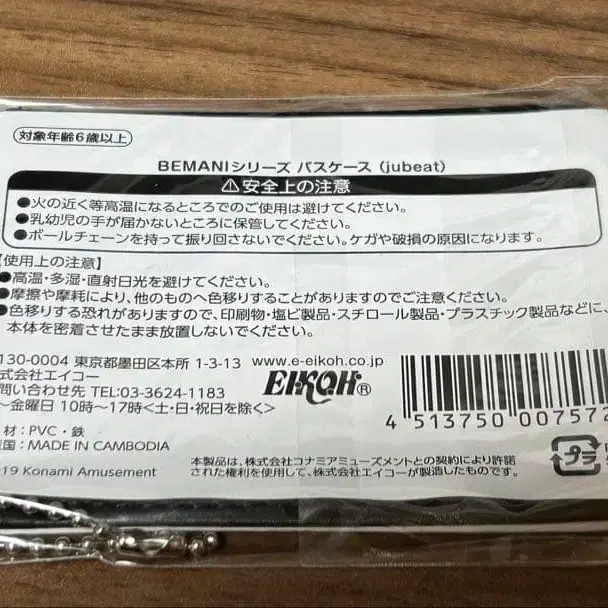 対象年齢6歳以上
BEMANIシリーズ パスケース (jubeat)
⚠安全上の注意
●火の近く等高温になるところでのご使用は避けてください。
●乳幼児の手が届かないところに保管してください。
●ボールチェーンを持って振り回さないでください。ケガや破損の原因になります。
【使用上の注意】
●高温・多湿・直射日光を避けてください。
●摩擦や摩耗により、他のものへ色移りすることがありますのでご注意ください。
●色移りする恐れがありますので、印刷物・塩ビ製品・スチロール製品・プラスチック製品などに、
本体を密着させたまま放置しないでください。
130-0004 東京都墨田区本所 1-3-13 www.e-eikoh.co.jp
式会社エイコー
問い合わせ先 TEL:03-3624-1183
～金曜日 10時～17時<土・日・祝日を除く>
EIKOH®
4 513750 007572
材：PVC・鉄
国：MADE IN CAMBODIA
19 Konami Amusement
本製品は、株式会社コナミアミューズメントとの契約により許諾
された権利を使用して、株式会社エイコーが製造したものです。
プラ